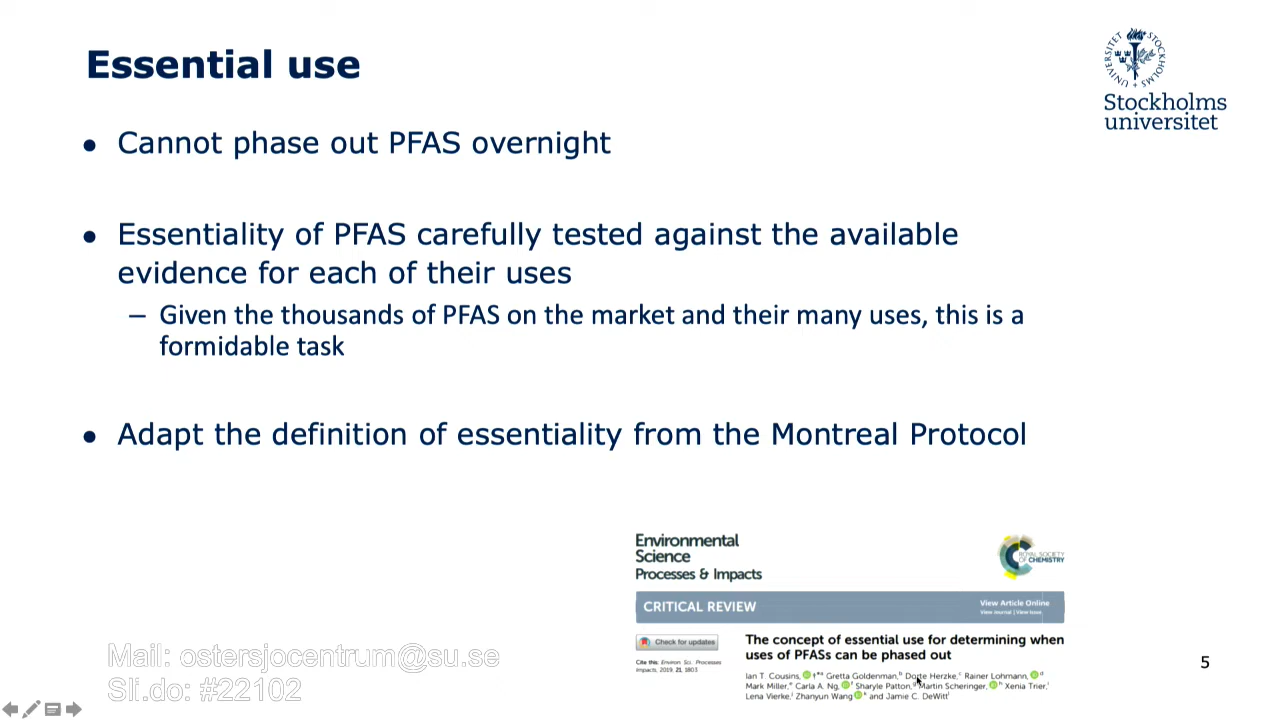 Essential use
STOCKHOLMS UNIVERSITET
Stockholms
universitet
● Cannot phase out PFAS overnight
● Essentiality of PFAS carefully tested against the available
evidence for each of their uses
– Given the thousands of PFAS on the market and their many uses, this is a
formidable task
● Adapt the definition of essentiality from the Montreal Protocol
Environmental
Science
Processes & Impacts
ROYAL SOCIETY
OF CHEMISTRY
CRITICAL REVIEW
View Article Online
View Journal | View Issue
Check for updates
Cite this: Environ. Sci.: Processes
Impacts, 2019, 21, 1803
The concept of essential use for determining when
uses of PFASs can be phased out
Ian T. Cousins, †*a Gretta Goldenman,b Dorte Herzke,c Rainer Lohmann, d
Mark Miller,e Carla A. Ng, f Sharyle Patton,g Martin Scheringer, h Xenia Trier,i
Lena Vierke,j Zhanyun Wang k and Jamie C. DeWitt l
Mail: ostersjocentrum@su.se
Sli.do: #22102
5